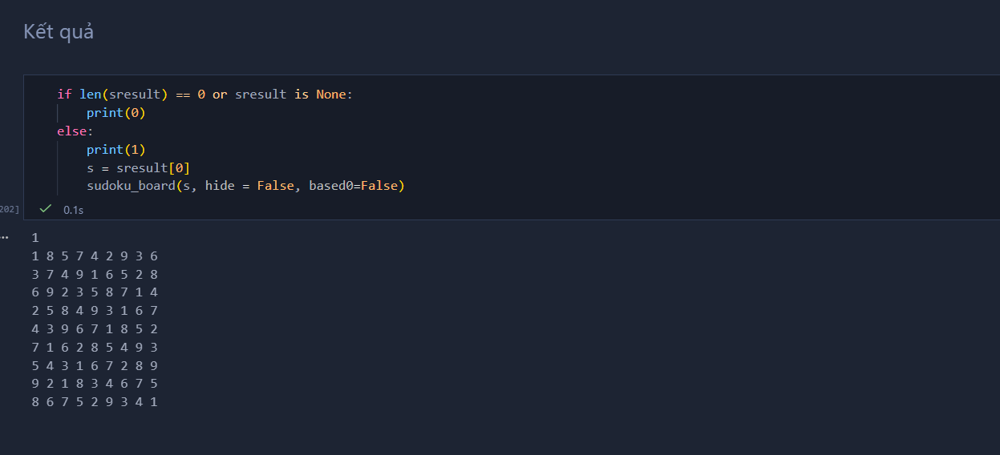 Kết quả
if len(sresult) == 0 or sresult is None:
    print(0)
else:
    print(1)
    s = sresult[0]
    sudoku_board(s, hide = False, based0=False)
202]
0.1s
1
1 8 5 7 4 2 9 3 6
3 7 4 9 1 6 5 2 8
6 9 2 3 5 8 7 1 4
2 5 8 4 9 3 1 6 7
4 3 9 6 7 1 8 5 2
7 1 6 2 8 5 4 9 3
5 4 3 1 6 7 2 8 9
9 2 1 8 3 4 6 7 5
8 6 7 5 2 9 3 4 1